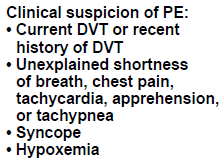 Clinical suspicion of PE:
• Current DVT or recent
history of DVT
• Unexplained shortness
of breath, chest pain,
tachycardia, apprehension,
or tachypnea
• Syncope
• Hypoxemia